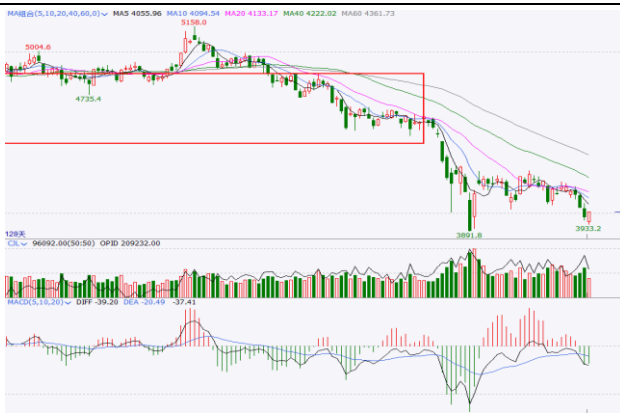 MA组合(5,10,20,40,60,0) MA5 4055.96 MA10 4094.54 MA20 4133.17 MA40 4222.02 MA60 4361.73
5158.0
5004.6
4735.4
3933.2
128天
3891.8
CJL 96092.00(50:50) OPID 209232.00
MACD(5,10,20) DIFF -39.20 DEA -20.49 -37.41